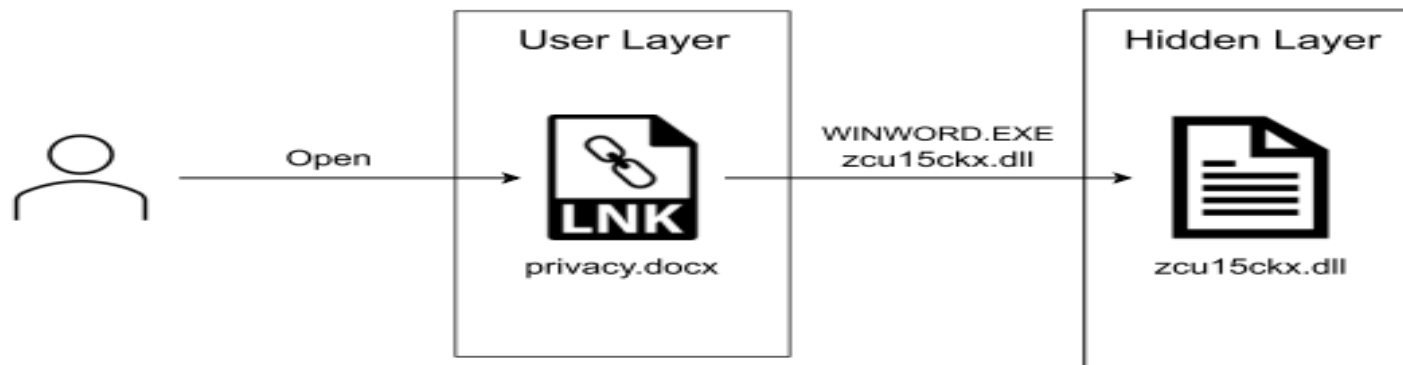 User Layer
Hidden Layer
Open
WINWORD.EXE
zcu15ckx.dll
LNK
privacy.docx
zcu15ckx.dll